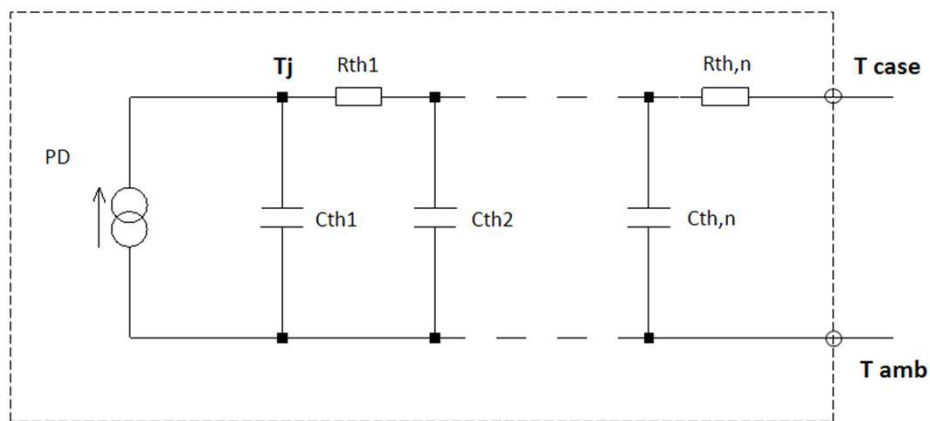 Tj
Rth1
Rth,n
T case
PD
Cth1
Cth2
Cth,n
T amb